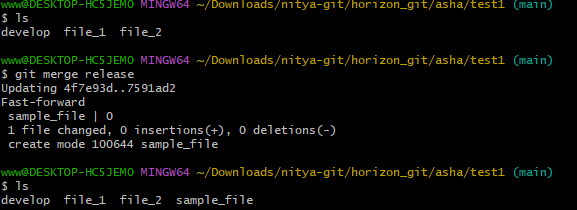 www@DESKTOP-HC5JEMO MINGW64 ~/Downloads/nitya-git/horizon_git/asha/test1 (main)
$ ls
develop  file_1  file_2
www@DESKTOP-HC5JEMO MINGW64 ~/Downloads/nitya-git/horizon_git/asha/test1 (main)
$ git merge release
Updating 4f7e93d..7591ad2
Fast-forward
 sample_file | 0
 1 file changed, 0 insertions(+), 0 deletions(-)
 create mode 100644 sample_file
www@DESKTOP-HC5JEMO MINGW64 ~/Downloads/nitya-git/horizon_git/asha/test1 (main)
$ ls
develop  file_1  file_2  sample_file